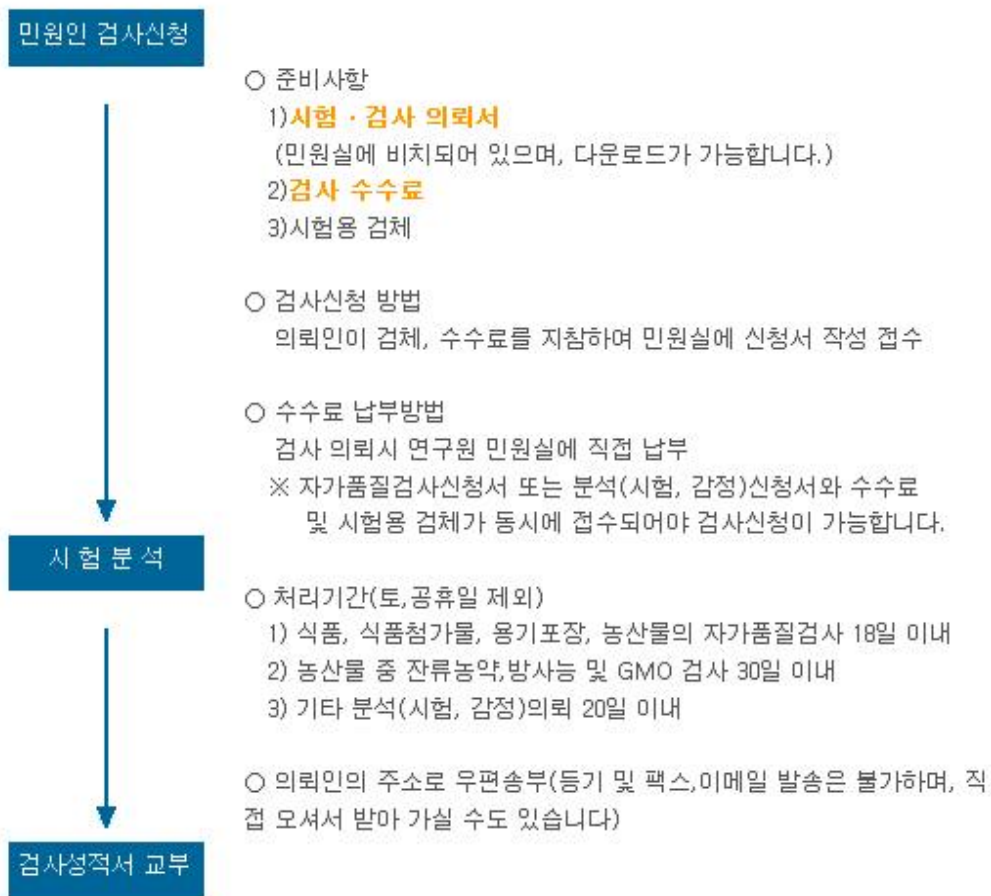 민원인 검사신청
○ 준비사항
1)시험 · 검사 의뢰서
(민원실에 비치되어 있으며, 다운로드가 가능합니다.)
2)검사 수수료
3)시험용 검체
○ 검사신청 방법
의뢰인이 검체, 수수료를 지참하여 민원실에 신청서 작성 접수
○ 수수료 납부방법
검사 의뢰시 연구원 민원실에 직접 납부
※ 자가품질검사신청서 또는 분석(시험, 감정)신청서와 수수료
및 시험용 검체가 동시에 접수되어야 검사신청이 가능합니다.
시 험 분 석
○ 처리기간(토,공휴일 제외)
1) 식품, 식품첨가물, 용기포장, 농산물의 자가품질검사 18일 이내
2) 농산물 중 잔류농약,방사능 및 GMO 검사 30일 이내
3) 기타 분석(시험, 감정)의뢰 20일 이내
○ 의뢰인의 주소로 우편송부(등기 및 팩스,이메일 발송은 불가하며, 직
접 오셔서 받아 가실 수도 있습니다)
검사성적서 교부